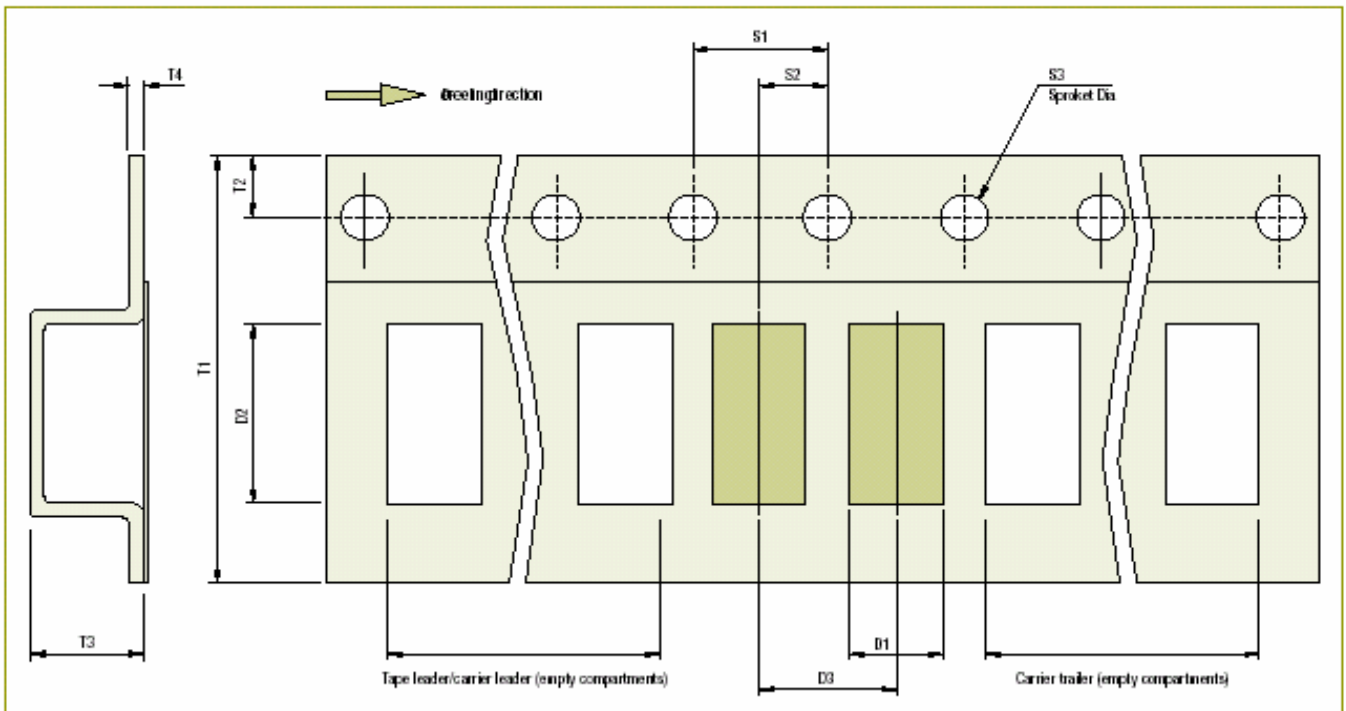 S1
T4
S2
S3
Sproket Dia
T2
T1
D2
T3
D1
Tape leader/carrier leader (empty compartments)
D3
Carrier trailer (empty compartments)